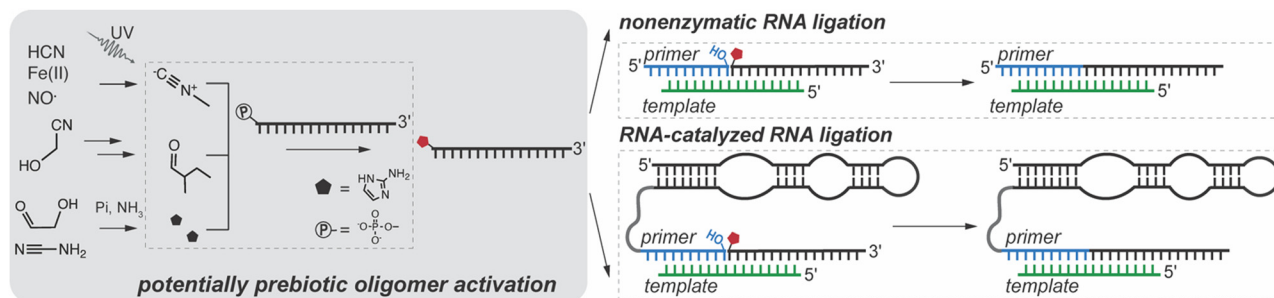 HCN
Fe(II)
NO·
UV
-C≡N+
CN
HO
O
O
OH
Pi, NH3
N≡ NH2
P
3'
3'
= HN NH2
N
P = -O-P-O-
O
O-
potentially prebiotic oligomer activation
nonenzymatic RNA ligation
5' primer HO 3'
template 5'
5' primer
template 5'
RNA-catalyzed RNA ligation
5'
primer HO 3'
template 5'
5'
primer
template 5'